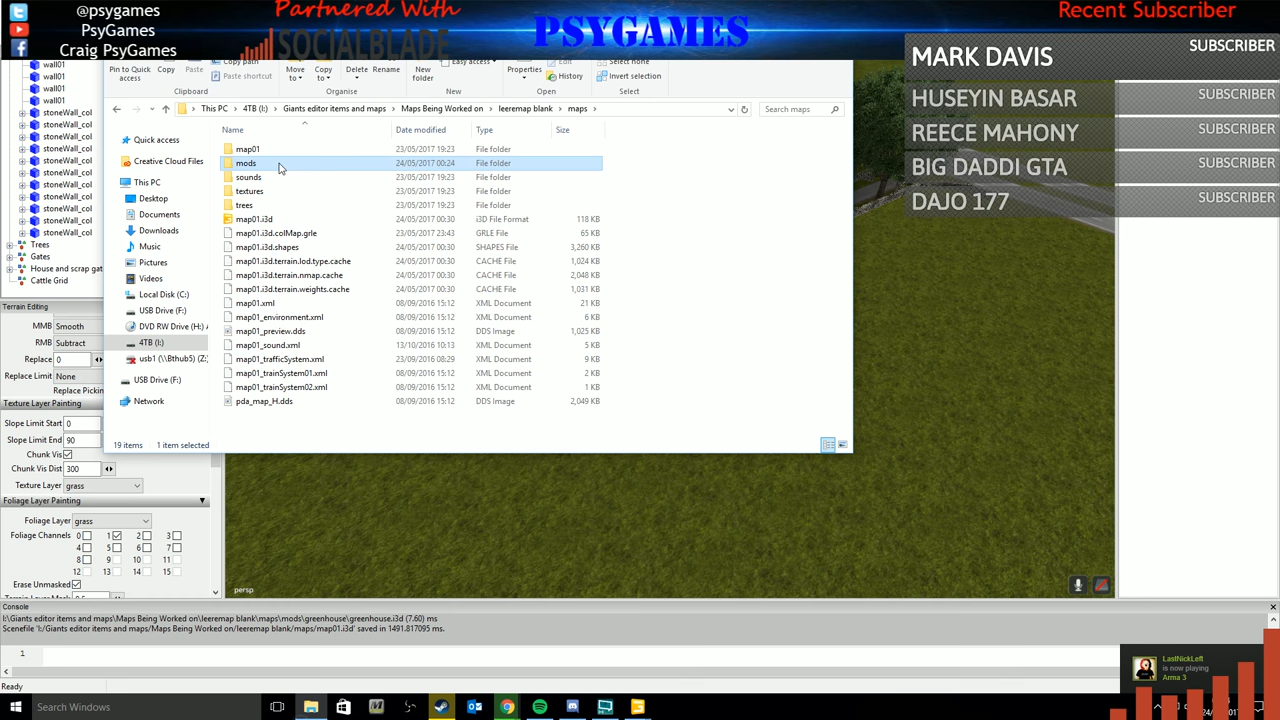 @psygames
PsyGames
Craig PsyGames
Partnered With
SOCIALBLADE
PSYGAMES
Recent Subscriber
MARK DAVIS SUBSCRIBER
HUSEYIN BASAR SUBSCRIBER
REECE MAHONY SUBSCRIBER
BIG DADDI GTA SUBSCRIBER
DAJO 177 SUBSCRIBER
wall01
wall01
wall01
wall01
stoneWall_col
stoneWall_col
stoneWall_col
stoneWall_col
stoneWall_col
stoneWall_col
stoneWall_col
stoneWall_col
stoneWall_col
stoneWall_col
stoneWall_col
Trees
Gates
House and scrap gat
Cattle Grid
Terrain Editing
MMB Smooth
RMB Subtract
Replace 0
Replace Limit None
Replace Picking
Texture Layer Painting
Slope Limit Start 0
Slope Limit End 90
Chunk Vis
Chunk Vis Dist 300
Texture Layer grass
Foliage Layer Painting
Foliage Layer grass
Foliage Channels 0 1 2 3
4 5 6 7
8 9 10 11
12 13 14 15
Erase Unmasked
Pin to Quick access
Copy
Paste
Copy path
Paste shortcut
Clipboard
Move to
Copy to
Delete
Rename
Organise
New folder
Easy access
New
Properties
History
Open
Select none
Invert selection
Select
This PC > 4TB (I:) > Giants editor items and maps > Maps Being Worked on > leeremap blank > maps >
Search maps
Quick access
Creative Cloud Files
This PC
Desktop
Documents
Downloads
Music
Pictures
Videos
Local Disk (C:)
USB Drive (F:)
DVD RW Drive (H:) A
4TB (I:)
usb1 (\\Bthub5) (Z:)
USB Drive (F:)
Network
Name Date modified Type Size
map01 23/05/2017 19:23 File folder
mods 24/05/2017 00:24 File folder
sounds 23/05/2017 19:23 File folder
textures 23/05/2017 19:23 File folder
trees 23/05/2017 19:23 File folder
map01.i3d 24/05/2017 00:30 i3D File Format 118 KB
map01.i3d.colMap.grle 23/05/2017 23:43 GRLE File 65 KB
map01.i3d.shapes 24/05/2017 00:30 SHAPES File 3,260 KB
map01.i3d.terrain.lod.type.cache 24/05/2017 00:30 CACHE File 1,024 KB
map01.i3d.terrain.nmap.cache 24/05/2017 00:30 CACHE File 2,048 KB
map01.i3d.terrain.weights.cache 24/05/2017 00:30 CACHE File 1,031 KB
map01.xml 08/09/2016 15:12 XML Document 21 KB
map01_environment.xml 08/09/2016 15:12 XML Document 6 KB
map01_preview.dds 08/09/2016 15:12 DDS Image 1,025 KB
map01_sound.xml 13/10/2016 10:13 XML Document 2 KB
map01_trafficSystem.xml 23/09/2016 08:29 XML Document 9 KB
map01_trainSystem01.xml 08/09/2016 15:12 XML Document 2 KB
map01_trainSystem02.xml 08/09/2016 15:12 XML Document 1 KB
pda_map_H.dds 08/09/2016 15:12 DDS Image 2,049 KB
19 items 1 item selected
persp
Console
I:\Giants editor items and maps\Maps Being Worked on\leeremap blank\maps\mods\greenhouse\greenhouse.i3d (7.60) ms
Scenefile 'I:/Giants editor items and maps/Maps Being Worked on/leeremap blank/maps/map01.i3d' saved in 1491.817095 ms.
1
Ready
LastNickLeft
is now playing
Arma 3
Search Windows